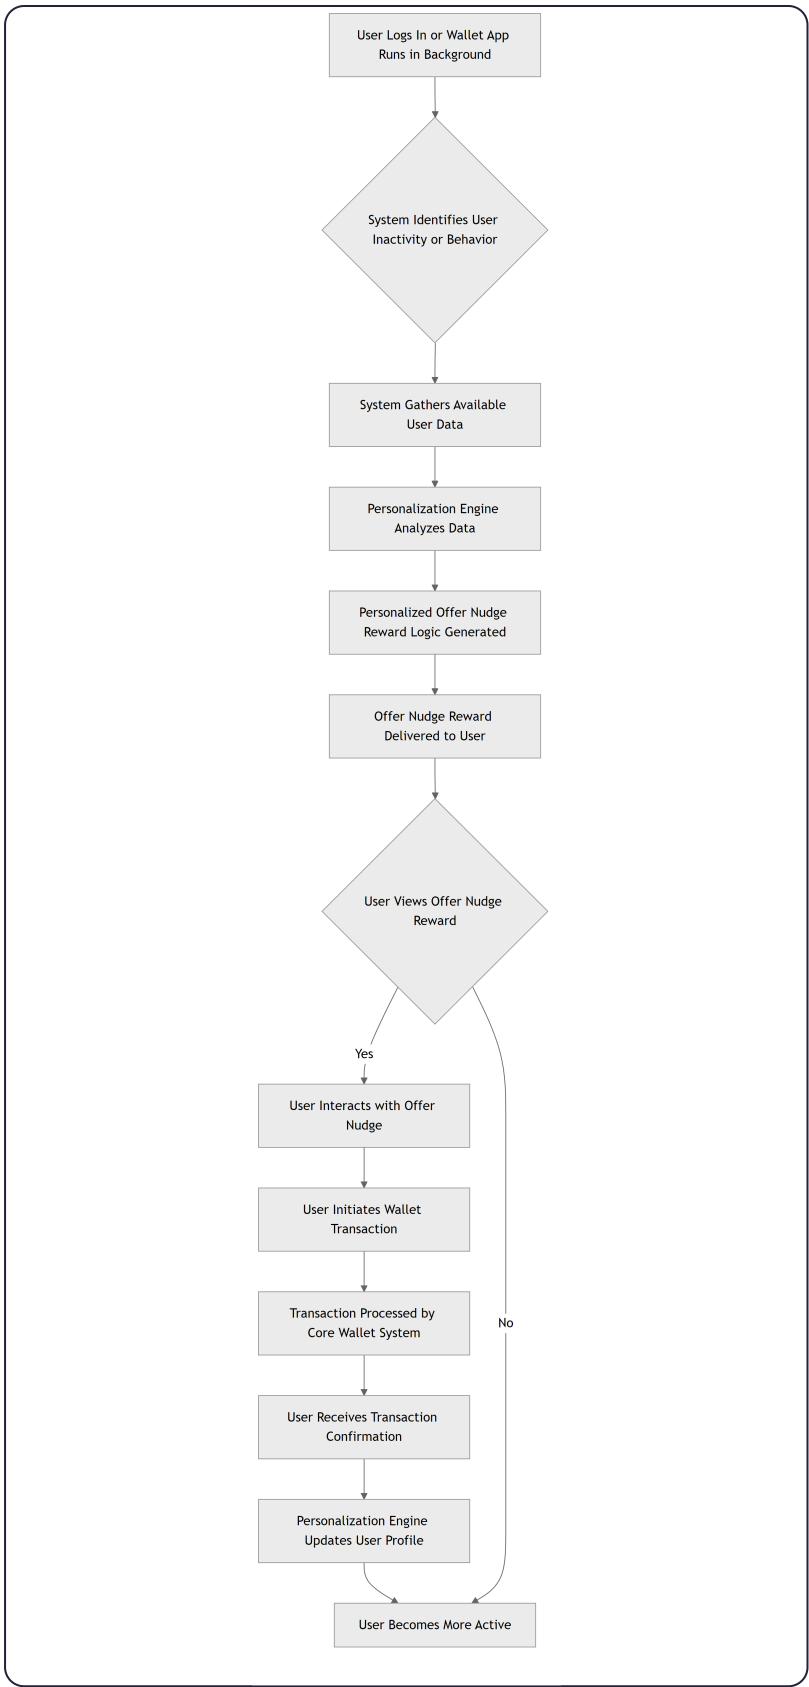 User Logs In or Wallet App
Runs in Background
System Identifies User
Inactivity or Behavior
System Gathers Available
User Data
Personalization Engine
Analyzes Data
Personalized Offer Nudge
Reward Logic Generated
Offer Nudge Reward
Delivered to User
User Views Offer Nudge
Reward
Yes
User Interacts with Offer
Nudge
User Initiates Wallet
Transaction
Transaction Processed by
Core Wallet System
No
User Receives Transaction
Confirmation
Personalization Engine
Updates User Profile
User Becomes More Active